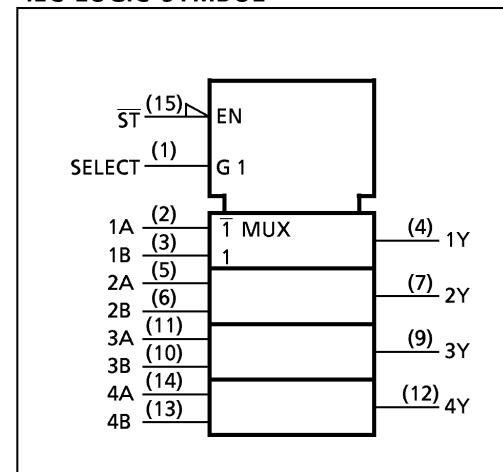 IEC LOGIC SYMBOL
S̅T̅ (15) EN
SELECT (1) G 1
1A (2) 1̅ MUX (4) 1Y
1B (3) 1
2A (5) (7) 2Y
2B (6)
3A (11) (9) 3Y
3B (10)
4A (14) (12) 4Y
4B (13)